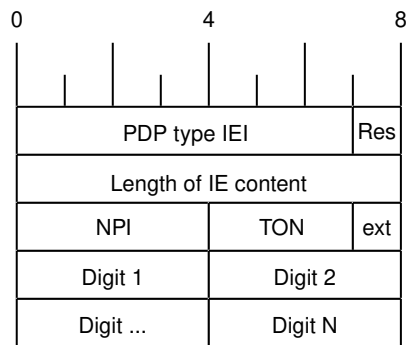 0 4 8
PDP type IEI Res
Length of IE content
NPI TON ext
Digit 1 Digit 2
Digit ... Digit N